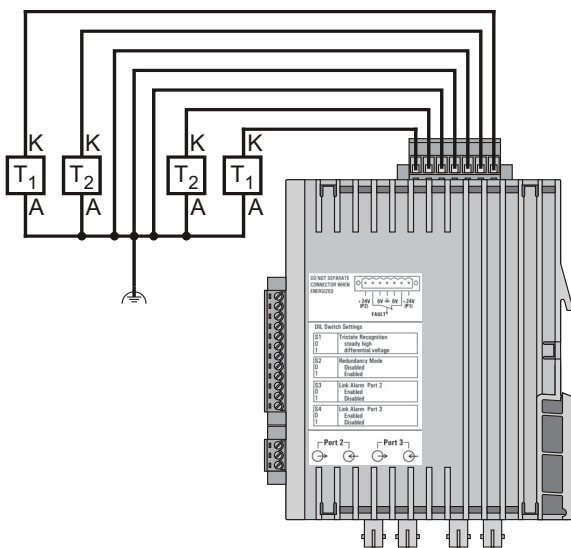 K K K K
T1 T2 T2 T1
A A A A
DO NOT SEPARATE
CONNECTOR WHEN
ENERGIZED
+24V 0V 0V +24V
(P2) (P1)
FAULT
DIL Switch Settings
S1 Tristate Recognition
0 steady high
1 differential voltage
S2 Redundancy Mode
0 Disabled
1 Enabled
S3 Link Alarm Port 2
0 Enabled
1 Disabled
S4 Link Alarm Port 3
0 Enabled
1 Disabled
Port 2 Port 3